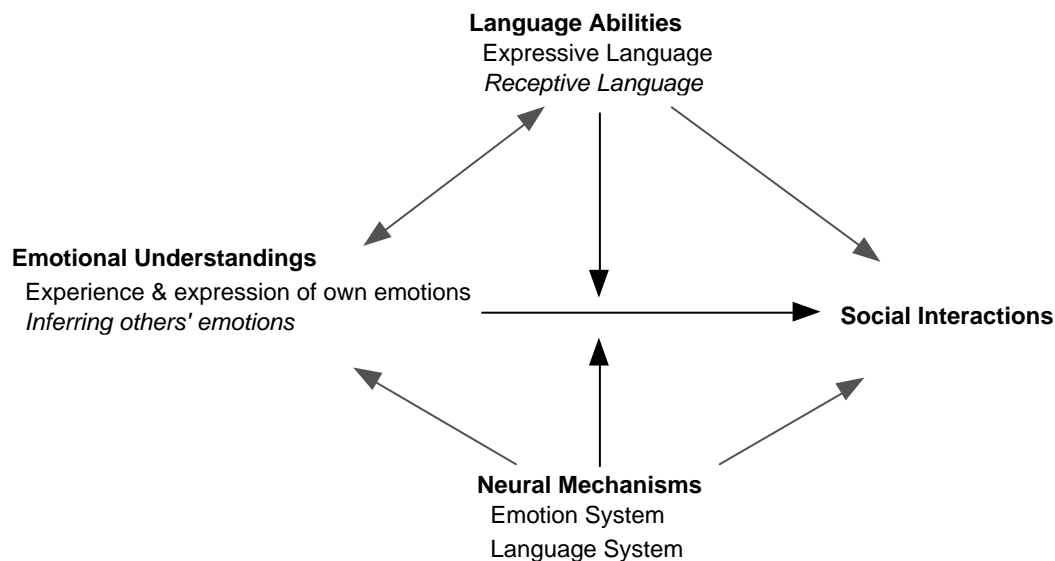 Language Abilities
Expressive Language
Receptive Language
Emotional Understandings
Experience & expression of own emotions
Inferring others' emotions
Social Interactions
Neural Mechanisms
Emotion System
Language System